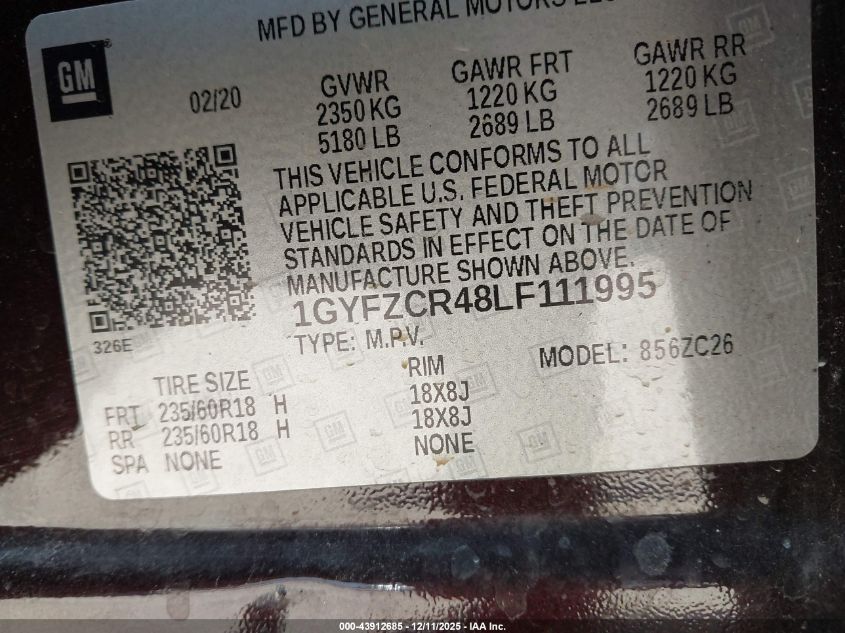 MFD BY GENERAL MOTORS LLC
GM
02/20
GVWR
2350 KG
5180 LB
GAWR FRT
1220 KG
2689 LB
GAWR RR
1220 KG
2689 LB
THIS VEHICLE CONFORMS TO ALL
APPLICABLE U.S. FEDERAL MOTOR
VEHICLE SAFETY AND THEFT PREVENTION
STANDARDS IN EFFECT ON THE DATE OF
MANUFACTURE SHOWN ABOVE.
1GYFZCR48LF111995
326E
TYPE: M.P.V.
MODEL: 856ZC26
TIRE SIZE RIM
FRT 235/60R18 H 18X8J
RR 235/60R18 H 18X8J
SPA NONE NONE
000-43912685 - 12/11/2025 - IAA Inc.